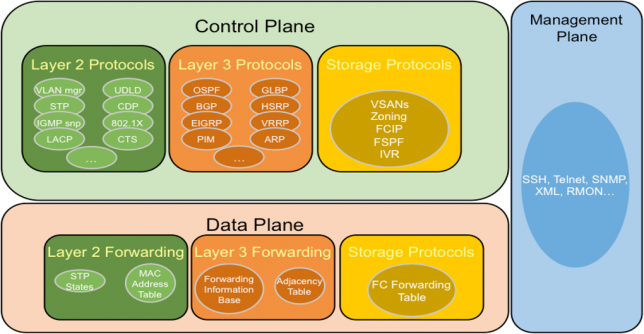 Control Plane
Management
Plane
Layer 2 Protocols
Layer 3 Protocols
Storage Protocols
VLAN mgr
UDLD
STP
CDP
IGMP snp
802.1X
LACP
CTS
...
OSPF
GLBP
BGP
HSRP
EIGRP
VRRP
PIM
ARP
...
VSANs
Zoning
FCIP
FSPF
IVR
SSH, Telnet, SNMP,
XML, RMON...
Data Plane
Layer 2 Forwarding
Layer 3 Forwarding
Storage Protocols
STP
States
MAC
Address
Table
Forwarding
Information
Base
Adjacency
Table
FC Forwarding
Table